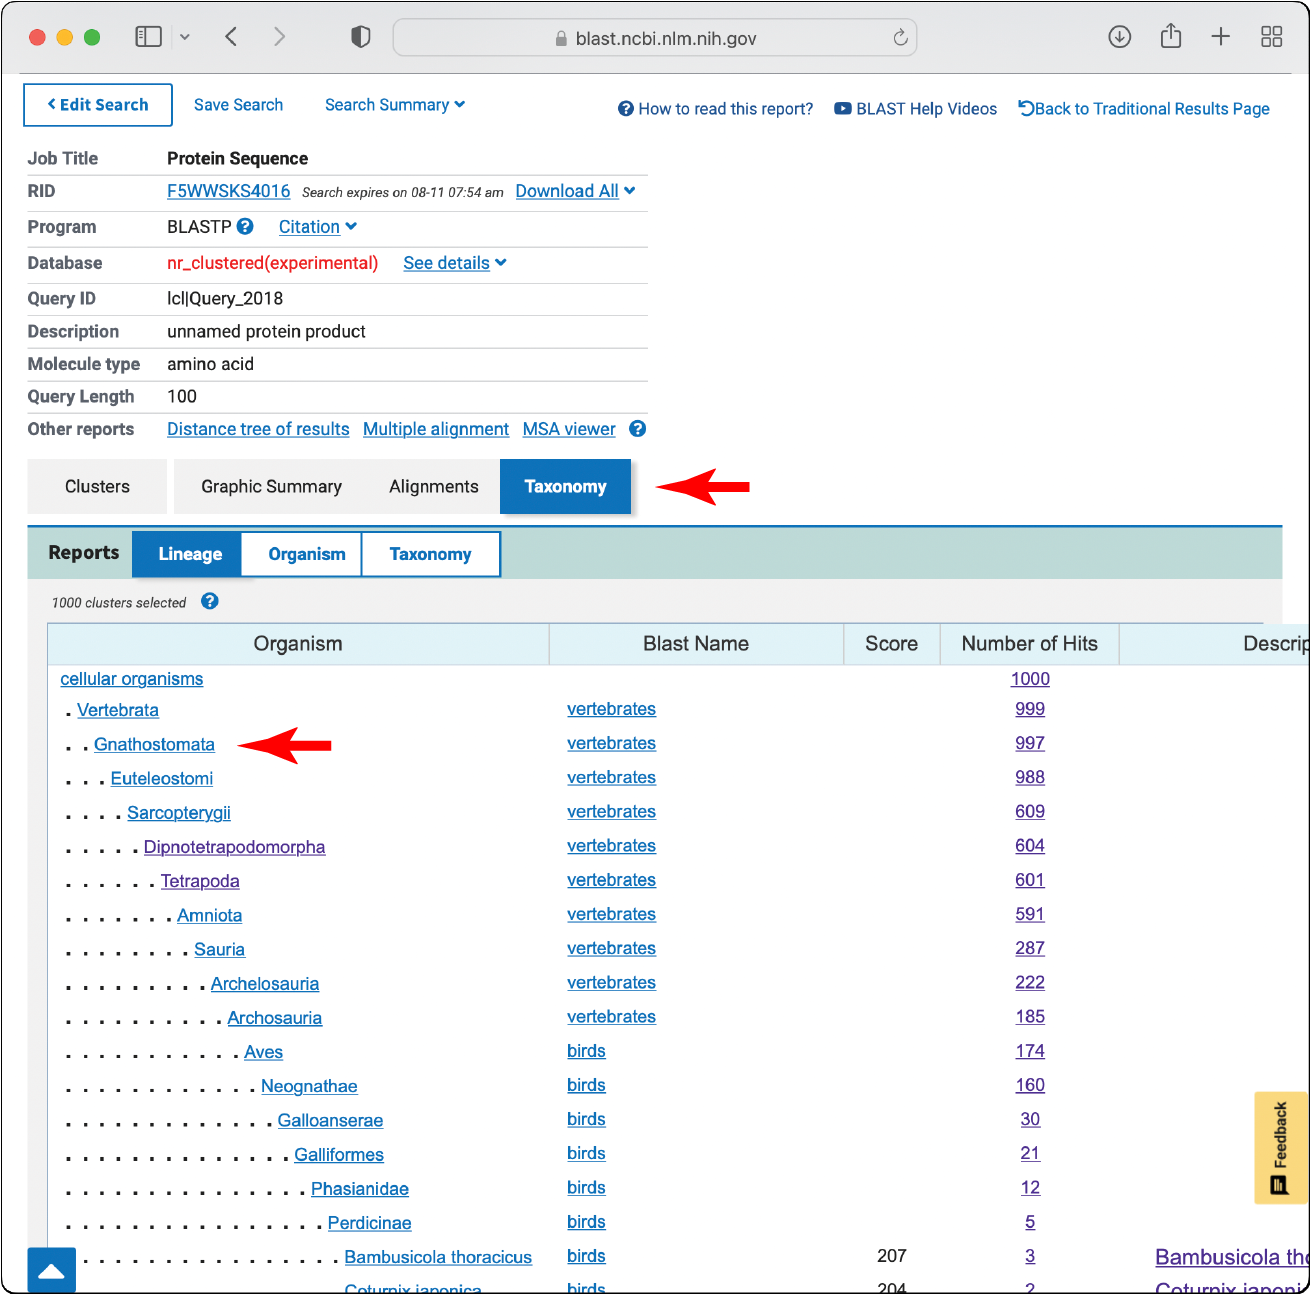 blast.ncbi.nlm.nih.gov
Edit Search Save Search Search Summary How to read this report? BLAST Help Videos Back to Traditional Results Page
Job Title Protein Sequence
RID F5WWSKS4016 Search expires on 08-11 07:54 am Download All
Program BLASTP Citation
Database nr_clustered(experimental) See details
Query ID lcl|Query_2018
Description unnamed protein product
Molecule type amino acid
Query Length 100
Other reports Distance tree of results Multiple alignment MSA viewer
Clusters Graphic Summary Alignments Taxonomy
Reports Lineage Organism Taxonomy
1000 clusters selected
Organism Blast Name Score Number of Hits Descrip
cellular organisms 1000
. Vertebrata vertebrates 999
. . Gnathostomata vertebrates 997
. . . Euteleostomi vertebrates 988
. . . . Sarcopterygii vertebrates 609
. . . . . Dipnotetrapodomorpha vertebrates 604
. . . . . . Tetrapoda vertebrates 601
. . . . . . . Amniota vertebrates 591
. . . . . . . . Sauria vertebrates 287
. . . . . . . . . Archelosauria vertebrates 222
. . . . . . . . . . Archosauria vertebrates 185
. . . . . . . . . . . Aves birds 174
. . . . . . . . . . . . Neognathae birds 160
. . . . . . . . . . . . . Galloanserae birds 30
. . . . . . . . . . . . . . Galliformes birds 21
. . . . . . . . . . . . . . . Phasianidae birds 12
. . . . . . . . . . . . . . . . Perdicinae birds 5
. . . . . . . . . . . . . . . . Bambusicola thoracicus birds 207 3 Bambusicola tho
Coturnix japonica birds 204 2 Coturnix japoni
Feedback